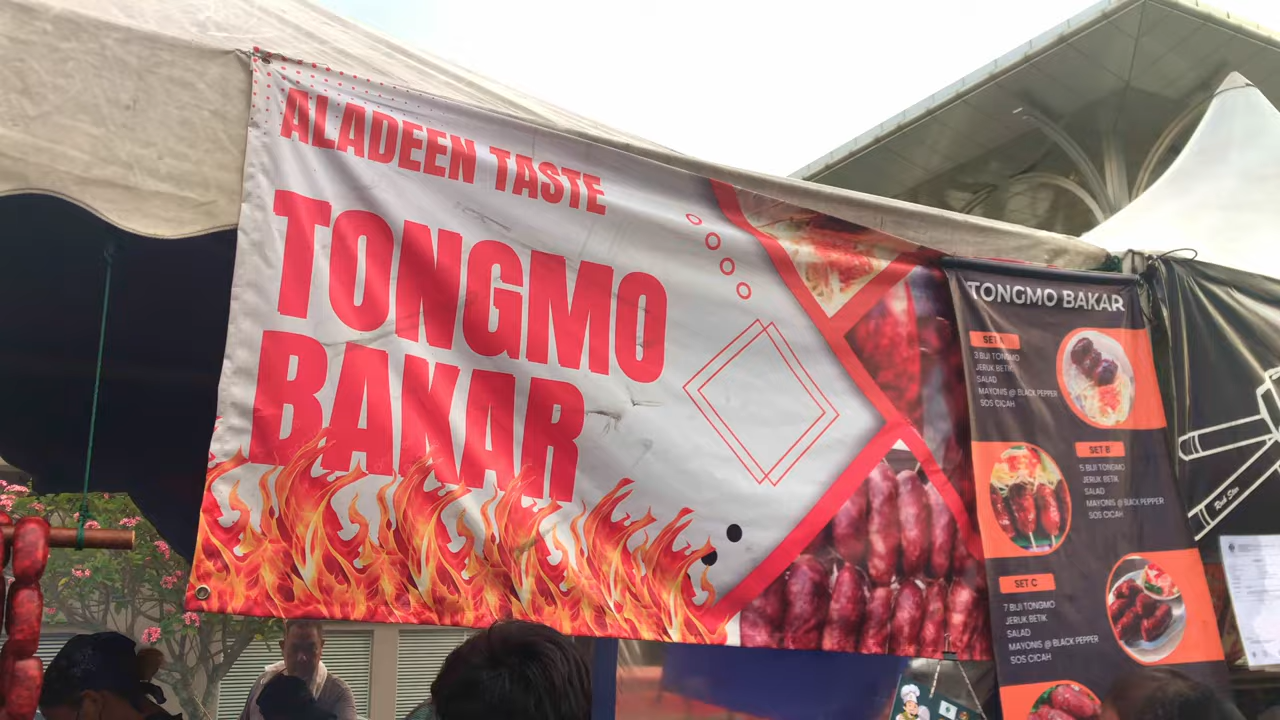 ALADEEN TASTE
TONGMO
BAKAR
TONGMO BAKAR
SET A
3 BIJI TONGMO
JERUK BETIK
SALAD
MAYONIS @ BLACK PEPPER
SOS CICAH
SET B
5 BIJI TONGMO
JERUK BETIK
SALAD
MAYONIS @ BLACK PEPPER
SOS CICAH
SET C
7 BIJI TONGMO
JERUK BETIK
SALAD
MAYONIS @ BLACK PEPPER
SOS CICAH
Rock Star